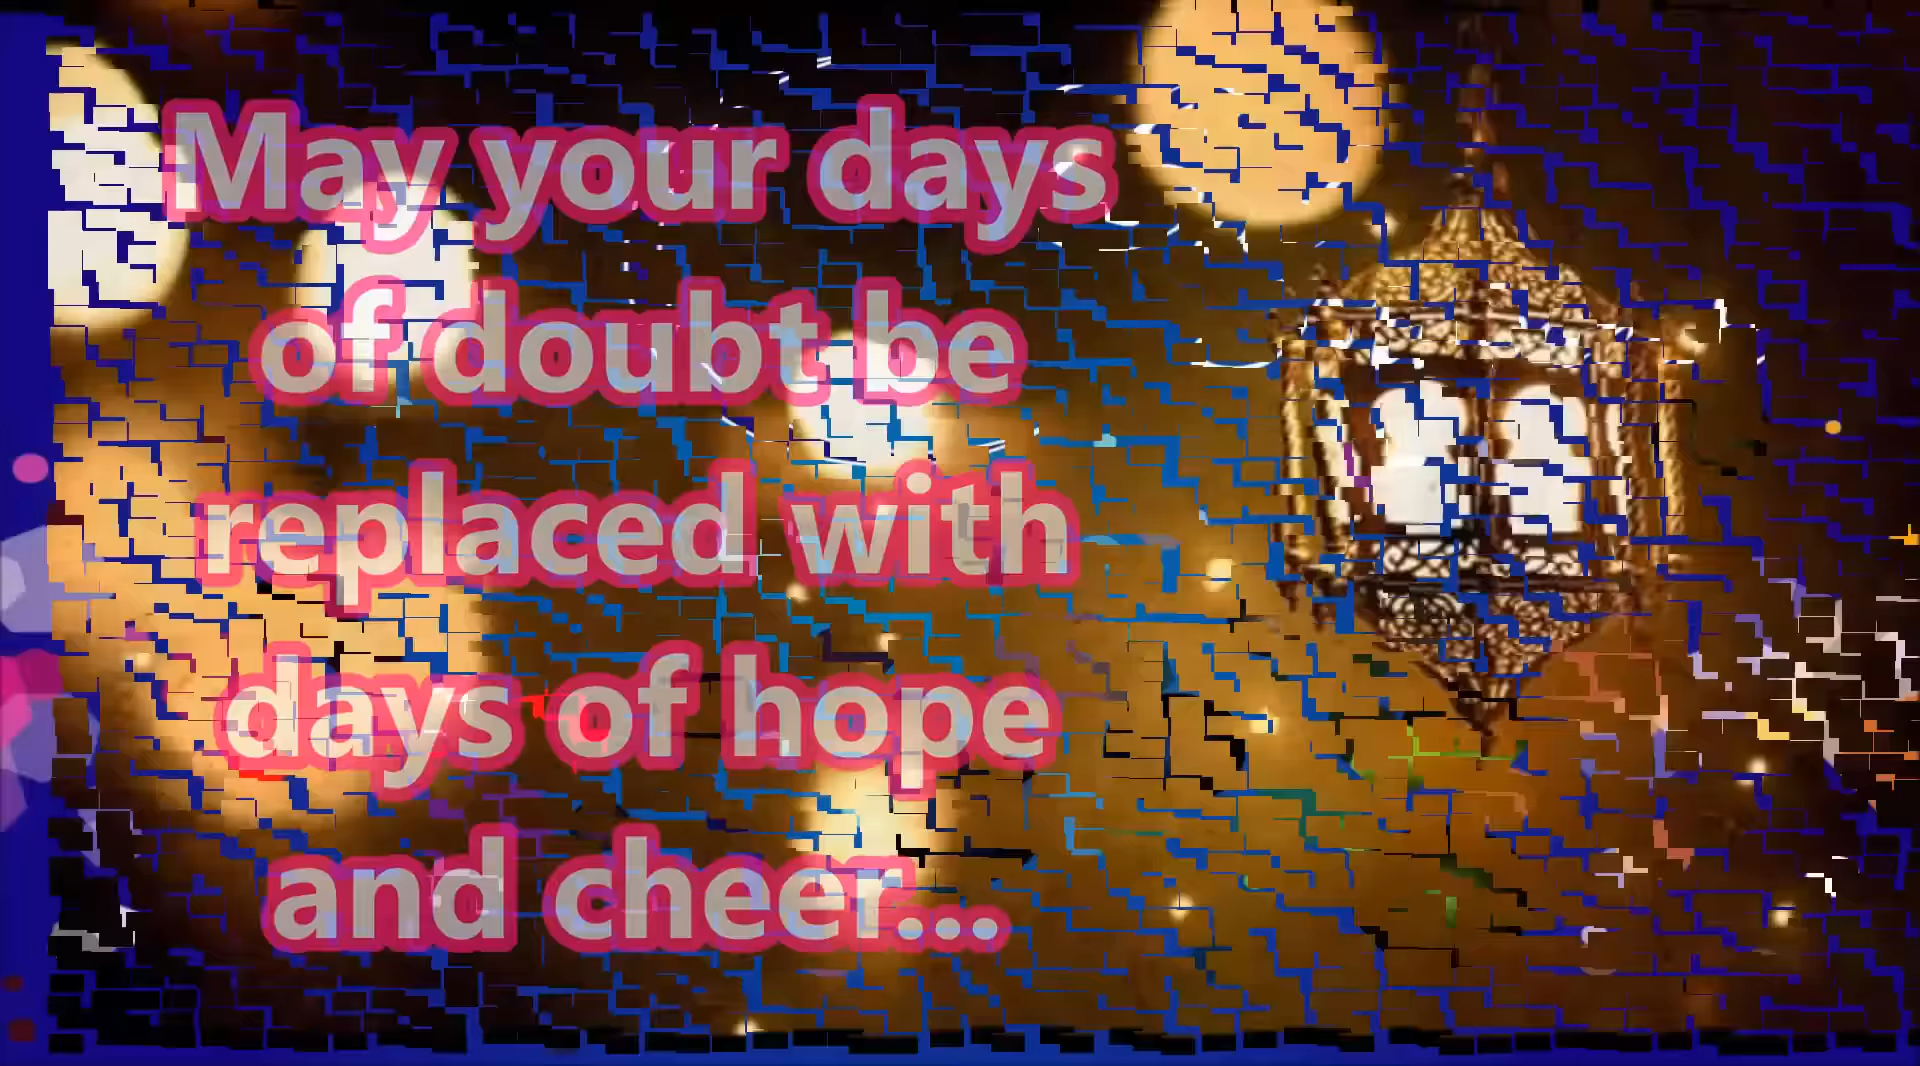 May your days
of doubt be
replaced with
days of hope
and cheer...